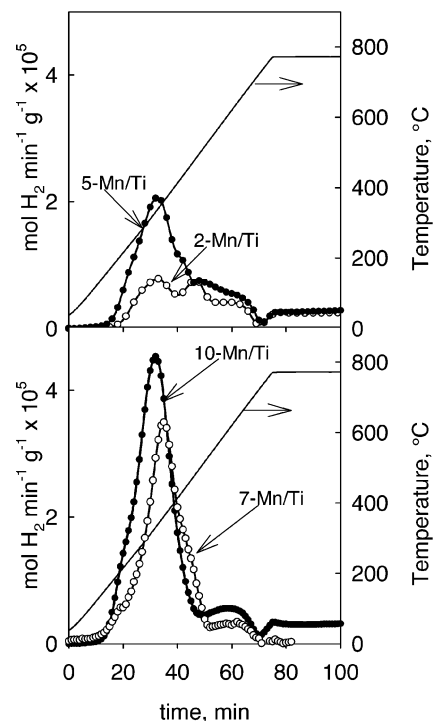 mol H₂ min⁻¹ g⁻¹ × 10⁵
4
2
0
5-Mn/Ti
2-Mn/Ti
800
600
400
200
0
Temperature, °C
mol H₂ min⁻¹ g⁻¹ × 10⁵
4
2
0
10-Mn/Ti
7-Mn/Ti
800
600
400
200
0
Temperature, °C
0 20 40 60 80 100
time, min